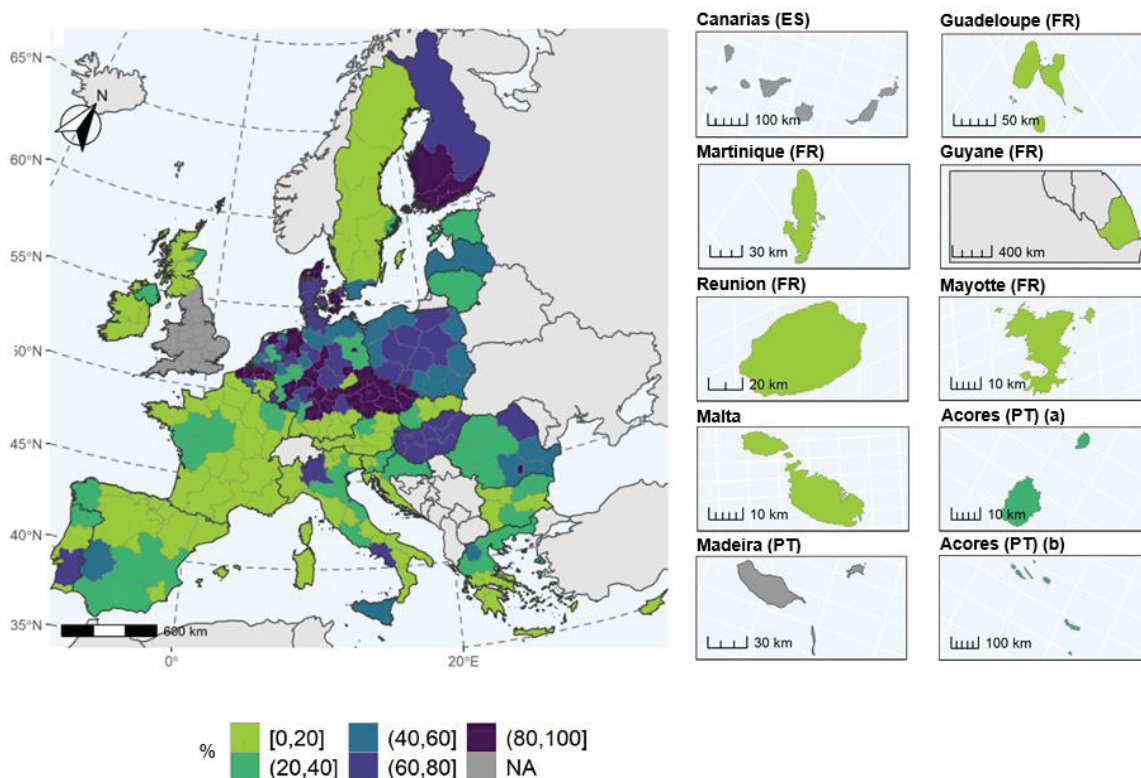 Canarias (ES)
Guadeloupe (FR)
65°N
N
60°N
55°N
50°N
45°N
40°N
35°N
600 km
0°
20°E
100 km
50 km
Martinique (FR)
Guyane (FR)
30 km
400 km
Reunion (FR)
Mayotte (FR)
20 km
10 km
Malta
Acores (PT) (a)
10 km
10 km
Madeira (PT)
Acores (PT) (b)
30 km
100 km
%
[0,20]
(40,60]
(80,100]
(20,40]
(60,80]
NA